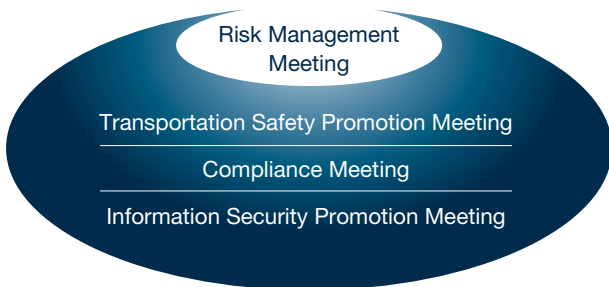 Risk Management
Meeting
Transportation Safety Promotion Meeting
Compliance Meeting
Information Security Promotion Meeting